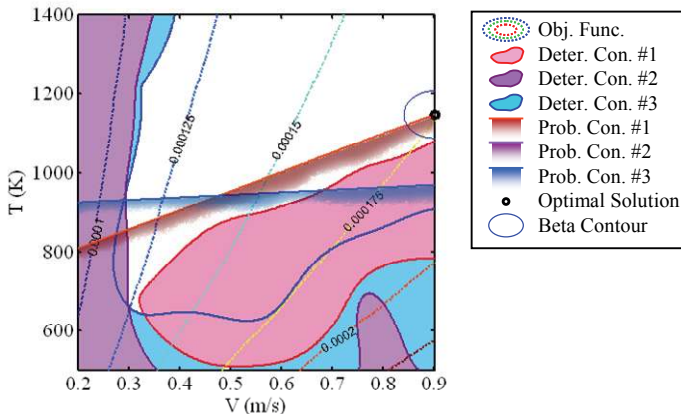 1400
1200
1000
800
600
T (K)
0.2
0.3
0.4
0.5
0.6
0.7
0.8
0.9
V (m/s)
0.0001
0.000125
0.00015
0.000175
0.0002
Obj. Func.
Deter. Con. #1
Deter. Con. #2
Deter. Con. #3
Prob. Con. #1
Prob. Con. #2
Prob. Con. #3
Optimal Solution
Beta Contour